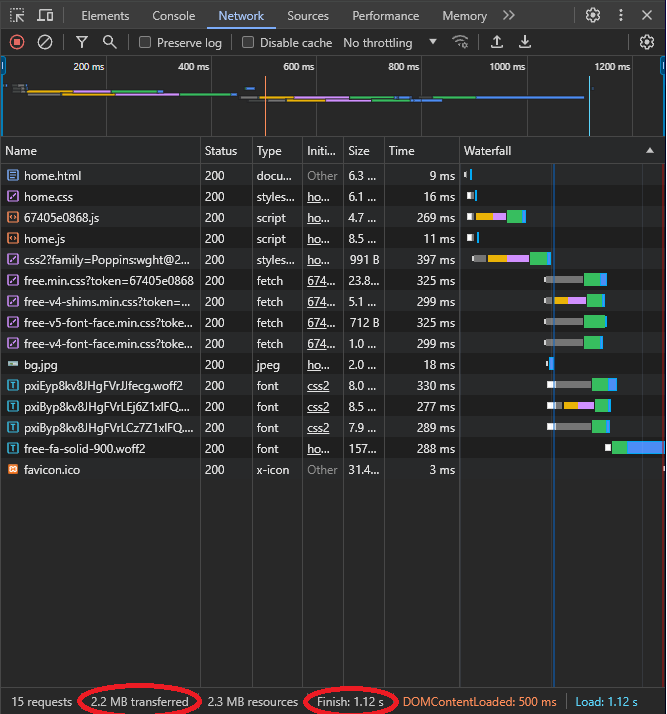 Elements Console Network Sources Performance Memory
Preserve log Disable cache No throttling
200 ms 400 ms 600 ms 800 ms 1000 ms 1200 ms
Name Status Type Initi... Size Time Waterfall
home.html 200 docu... Other 6.3 ... 9 ms
home.css 200 styles... ho... 6.1 ... 16 ms
67405e0868.js 200 script ho... 4.7 ... 269 ms
home.js 200 script ho... 8.5 ... 11 ms
css2?family=Poppins:wght@2... 200 styles... ho... 991 B 397 ms
free.min.css?token=67405e0868 200 fetch 674... 23.8... 325 ms
free-v4-shims.min.css?token=... 200 fetch 674... 5.1 ... 299 ms
free-v5-font-face.min.css?toke... 200 fetch 674... 712 B 325 ms
free-v4-font-face.min.css?toke... 200 fetch 674... 1.0 ... 299 ms
bg.jpg 200 jpeg ho... 2.0 ... 18 ms
pxiEyp8kv8JHgFVrJJfecg.woff2 200 font css2 8.0 ... 330 ms
pxiByp8kv8JHgFVrLEj6Z1xlFQ.... 200 font css2 8.5 ... 277 ms
pxiByp8kv8JHgFVrLCz7Z1xlFQ.... 200 font css2 7.9 ... 289 ms
free-fa-solid-900.woff2 200 font ho... 157... 288 ms
favicon.ico 200 x-icon Other 31.4... 3 ms
15 requests 2.2 MB transferred 2.3 MB resources Finish: 1.12 s DOMContentLoaded: 500 ms Load: 1.12 s